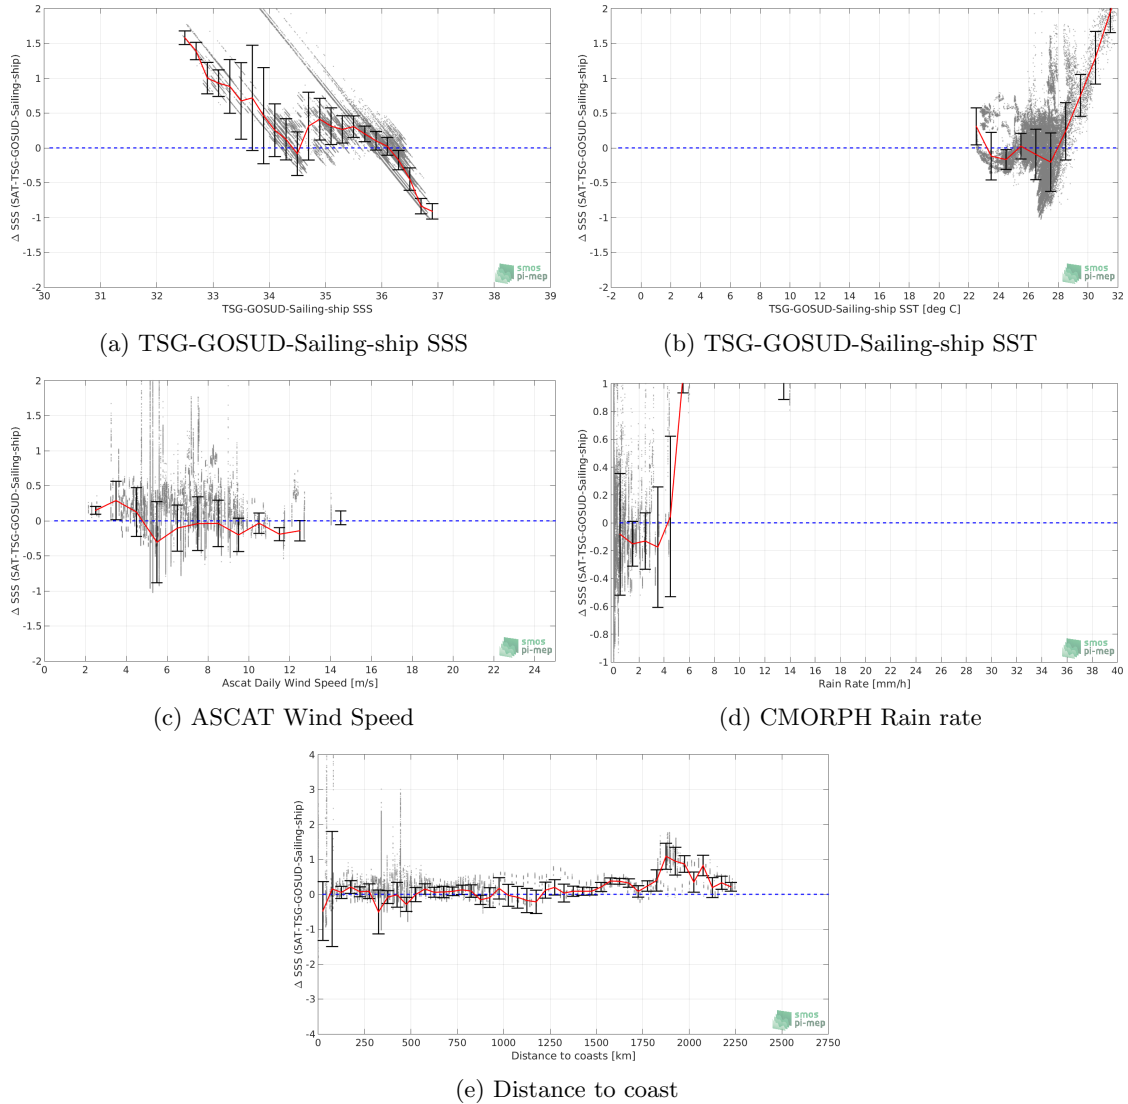 2
1.5
1
0.5
0
-0.5
-1
-1.5
-2
Δ SSS (SAT-TSG-GOSUD-Sailing-ship)
30 31 32 33 34 35 36 37 38 39
TSG-GOSUD-Sailing-ship SSS
smos
pi-mep
(a) TSG-GOSUD-Sailing-ship SSS
2
1.5
1
0.5
0
-0.5
-1
-1.5
-2
Δ SSS (SAT-TSG-GOSUD-Sailing-ship)
-2 0 2 4 6 8 10 12 14 16 18 20 22 24 26 28 30 32
TSG-GOSUD-Sailing-ship SST [deg C]
smos
pi-mep
(b) TSG-GOSUD-Sailing-ship SST
2
1.5
1
0.5
0
-0.5
-1
-1.5
-2
Δ SSS (SAT-TSG-GOSUD-Sailing-ship)
0 2 4 6 8 10 12 14 16 18 20 22 24
Ascat Daily Wind Speed [m/s]
smos
pi-mep
(c) ASCAT Wind Speed
1
0.8
0.6
0.4
0.2
0
-0.2
-0.4
-0.6
-0.8
-1
Δ SSS (SAT-TSG-GOSUD-Sailing-ship)
0 2 4 6 8 10 12 14 16 18 20 22 24 26 28 30 32 34 36 38 40
Rain Rate [mm/h]
smos
pi-mep
(d) CMORPH Rain rate
4
3
2
1
0
-1
-2
-3
-4
Δ SSS (SAT-TSG-GOSUD-Sailing-ship)
0 250 500 750 1000 1250 1500 1750 2000 2250 2500 2750
Distance to coasts [km]
smos
pi-mep
(e) Distance to coast